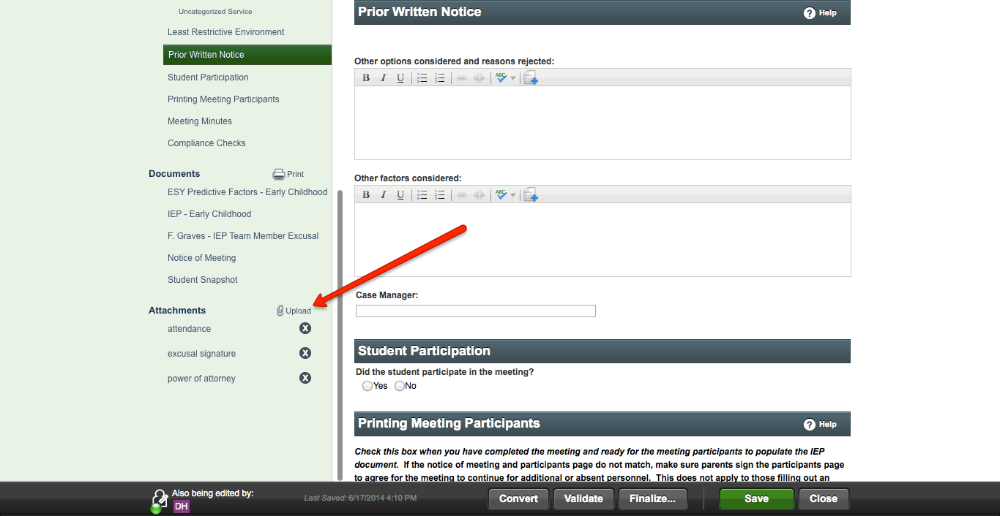 Uncategorized Service
Least Restrictive Environment
Prior Written Notice
Student Participation
Printing Meeting Participants
Meeting Minutes
Compliance Checks
Documents
Print
ESY Predictive Factors - Early Childhood
IEP - Early Childhood
F. Graves - IEP Team Member Excusal
Notice of Meeting
Student Snapshot
Attachments
Upload
attendance
X
excusal signature
X
power of attorney
X
Prior Written Notice
? Help
Other options considered and reasons rejected:
B I U ABC
Other factors considered:
B I U ABC
Case Manager:
Student Participation
Did the student participate in the meeting?
Yes No
Printing Meeting Participants
? Help
Check this box when you have completed the meeting and ready for the meeting participants to populate the IEP
document. If the notice of meeting and participants page do not match, make sure parents sign the participants page
to agree for the meeting to continue for additional or absent personnel. This does not apply to those filling out an
Also being edited by:
DH
Last Saved: 6/17/2014 4:10 PM
Convert
Validate
Finalize...
Save
Close